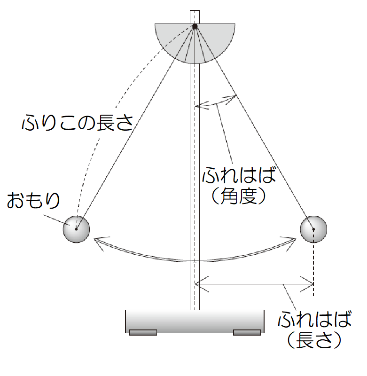 ふりこの長さ
おもり
ふれはば
（角度）
ふれはば
（長さ）